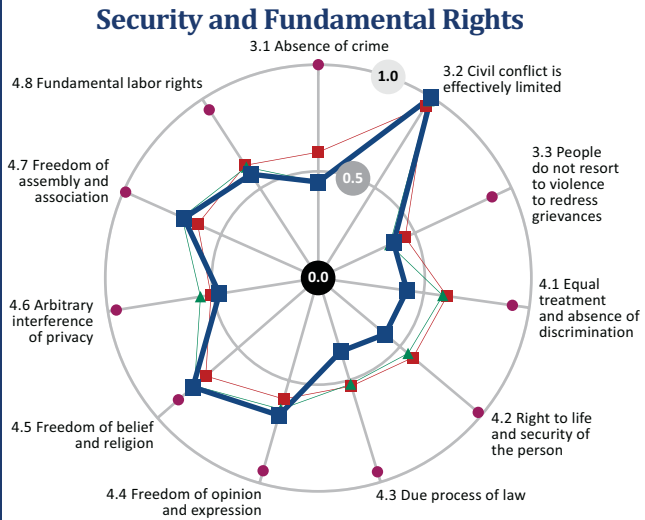 Security and Fundamental Rights
3.1 Absence of crime
1.0
3.2 Civil conflict is
effectively limited
0.5
3.3 People
do not resort
to violence
to redress
grievances
0.0
4.1 Equal
treatment
and absence of
discrimination
4.2 Right to life
and security of
the person
4.3 Due process of law
4.4 Freedom of opinion
and expression
4.5 Freedom of belief
and religion
4.6 Arbitrary
interference
of privacy
4.7 Freedom of
assembly and
association
4.8 Fundamental labor rights